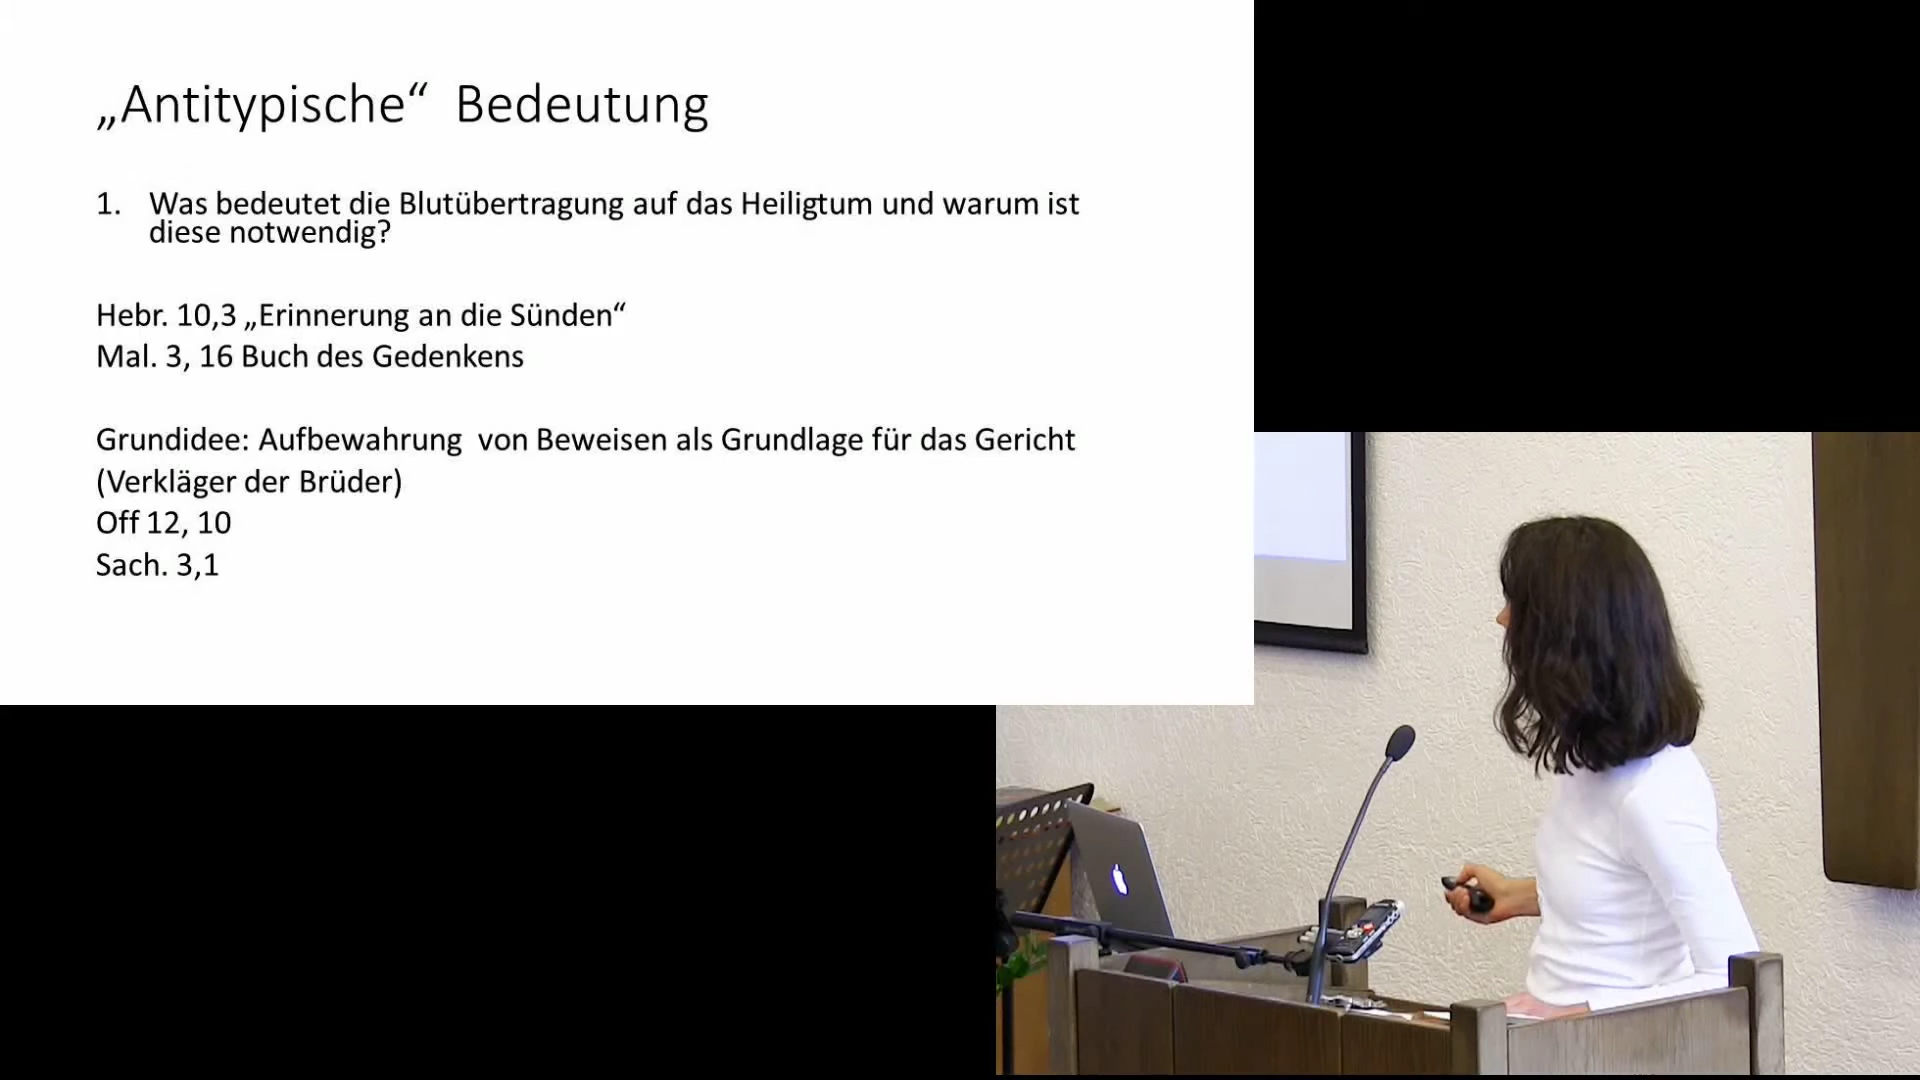 „Antitypische“ Bedeutung
1. Was bedeutet die Blutübertragung auf das Heiligtum und warum ist
diese notwendig?
Hebr. 10,3 „Erinnerung an die Sünden“
Mal. 3, 16 Buch des Gedenkens
Grundidee: Aufbewahrung von Beweisen als Grundlage für das Gericht
(Verkläger der Brüder)
Off 12, 10
Sach. 3,1